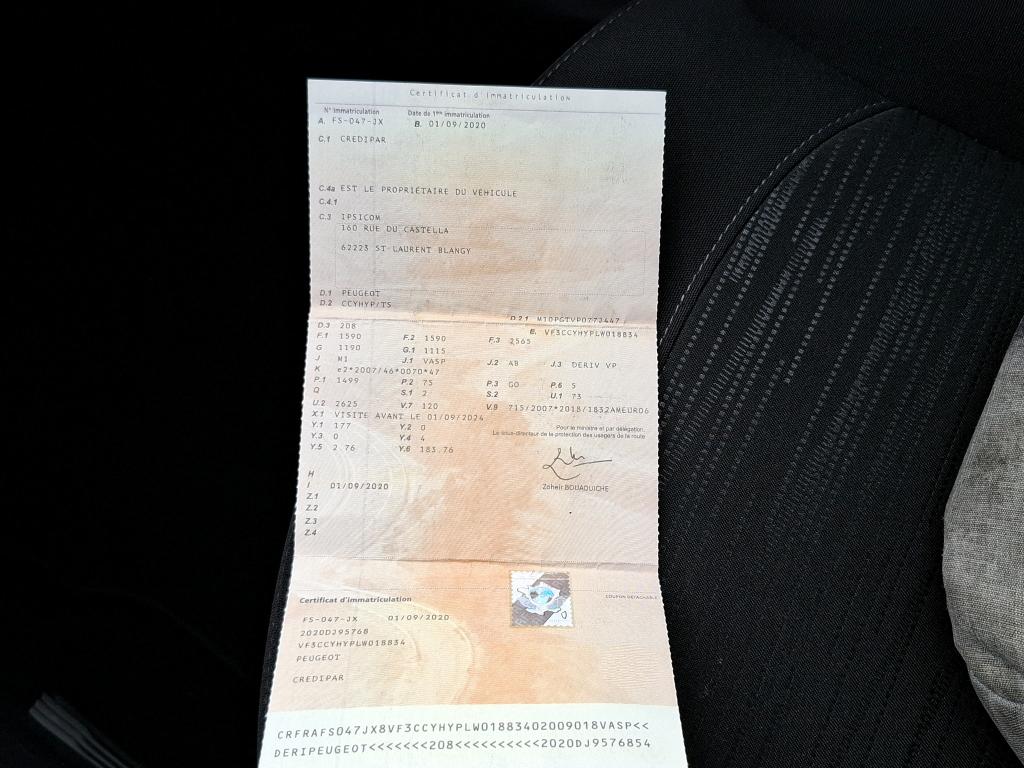 Certificat d'immatriculation
N° immatriculation Date de 1ère immatriculation
A. FS-047-JX B. 01/09/2020
C.1 CREDIPAR
C.4a EST LE PROPRIÉTAIRE DU VÉHICULE
C.4.1
C.3 IPSICOM
160 RUE DU CASTELLA
62223 ST LAURENT BLANGY
D.1 PEUGEOT
D.2 CCYHYP/TS
D.2.1 M10PGTVP0772447
D.3 208 E. VF3CCYHYPLW018834
F.1 1590 F.2 1590 F.3 2565
G 1190 G.1 1115
J M1 J.1 VASP J.2 AB J.3 DERIV VP
K e2*2007/46*0070*47
P.1 1499 P.2 75 P.3 GO P.6 5
Q S.1 2 S.2 U.1 73
U.2 2625 V.7 120 V.9 715/2007*2018/1832AMEURO6
X.1 VISITE AVANT LE 01/09/2024
Y.1 177 Y.2 0
Y.3 0 Y.4 4
Y.5 2.76 Y.6 183.76
Pour le ministre et par délégation,
Le sous-directeur de la protection des usagers de la route
Zoheir BOUAOUICHE
H
I 01/09/2020
Z.1
Z.2
Z.3
Z.4
Certificat d'immatriculation COUPON DÉTACHABLE
FS-047-JX 01/09/2020
2020DJ95768
VF3CCYHYPLW018834
PEUGEOT
CREDIPAR
CRFRAFS047JX8VF3CCYHYPLW01883402009018VASP<<
DERIPEUGEOT<<<<<<<208<<<<<<<<<<2020DJ9576854